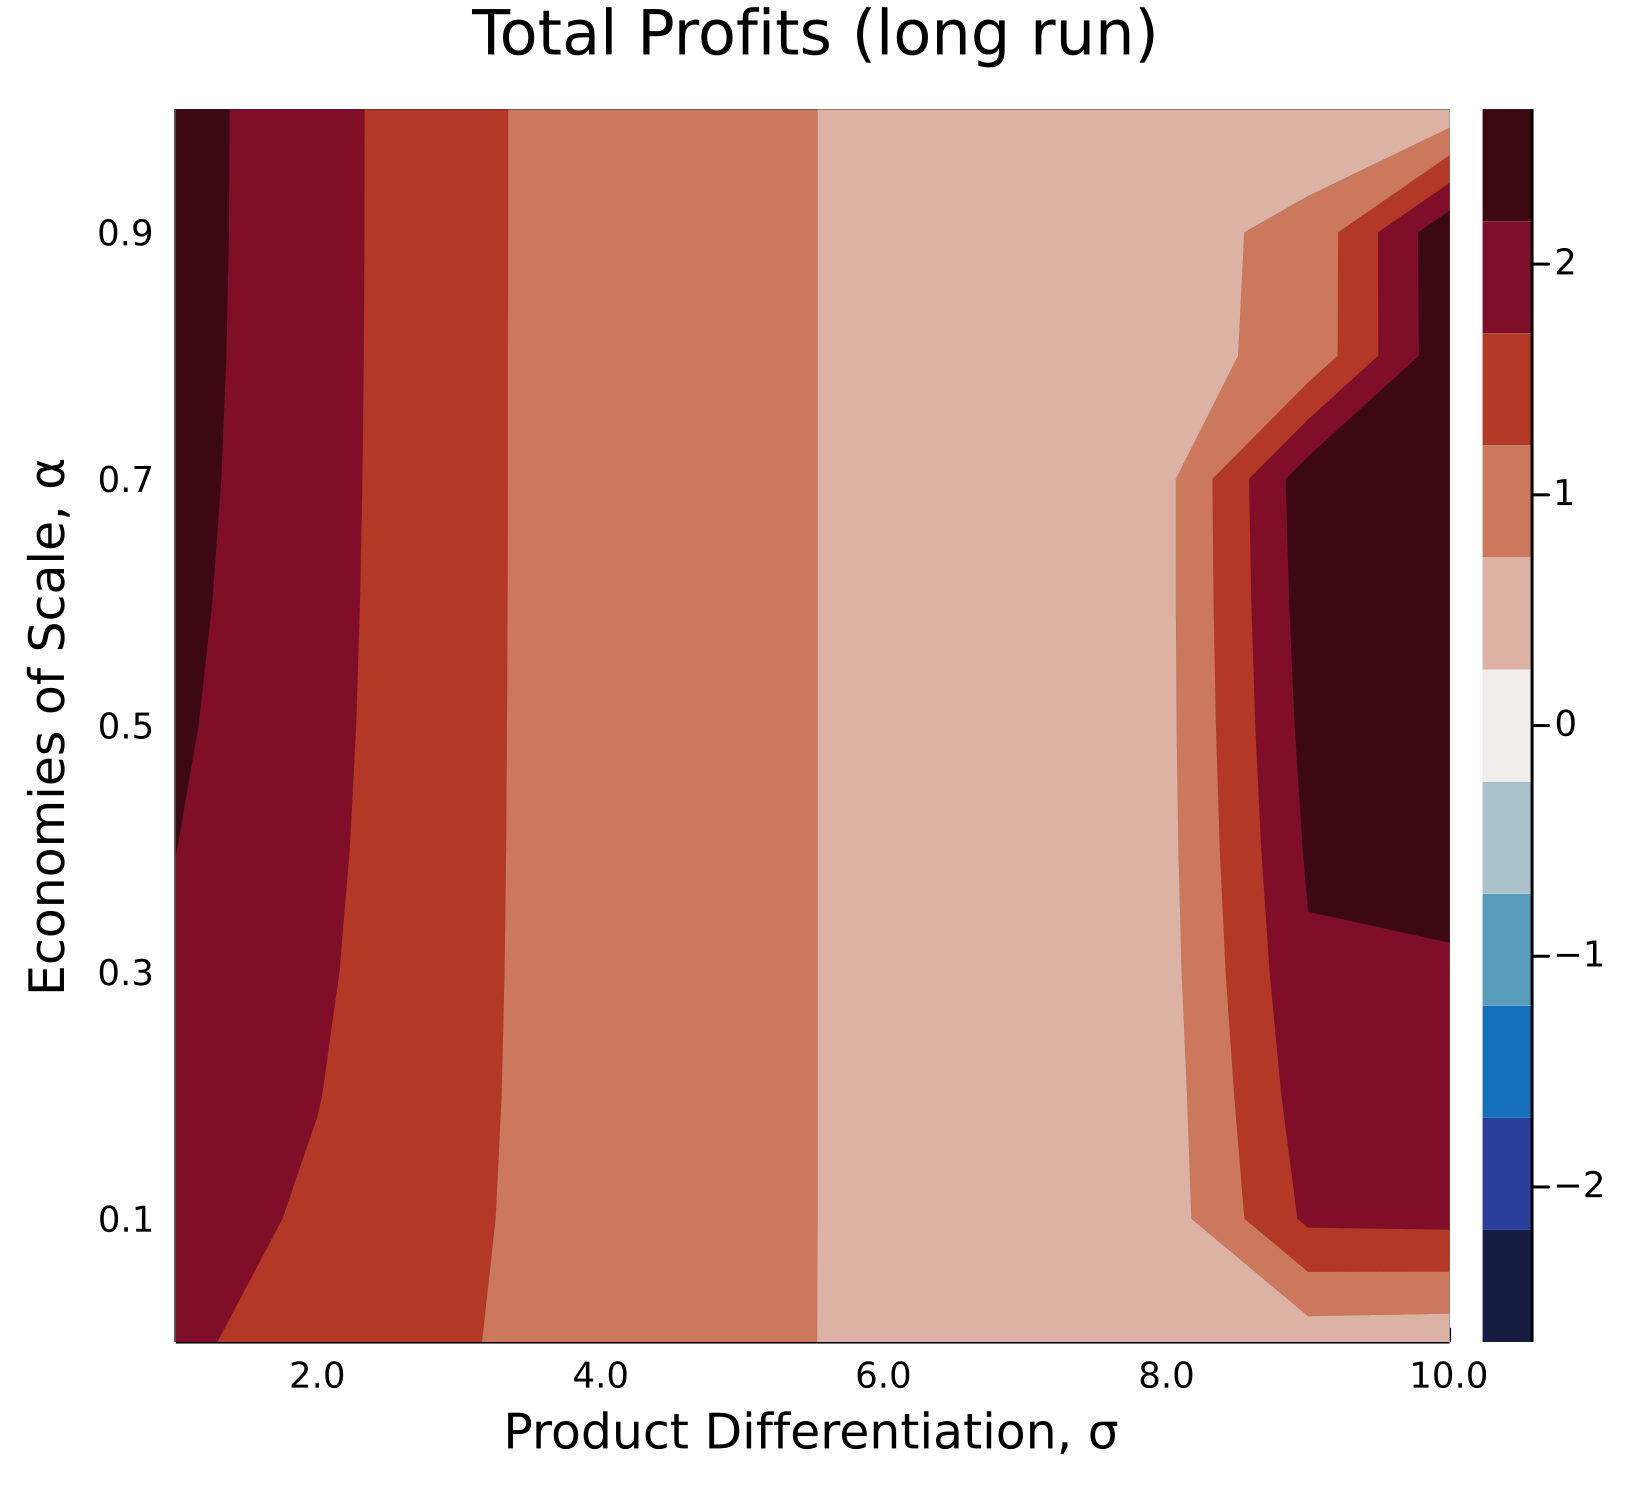 Total Profits (long run)
Economies of Scale, α
0.9
0.7
0.5
0.3
0.1
2.0 4.0 6.0 8.0 10.0
Product Differentiation, σ
2
1
0
−1
−2